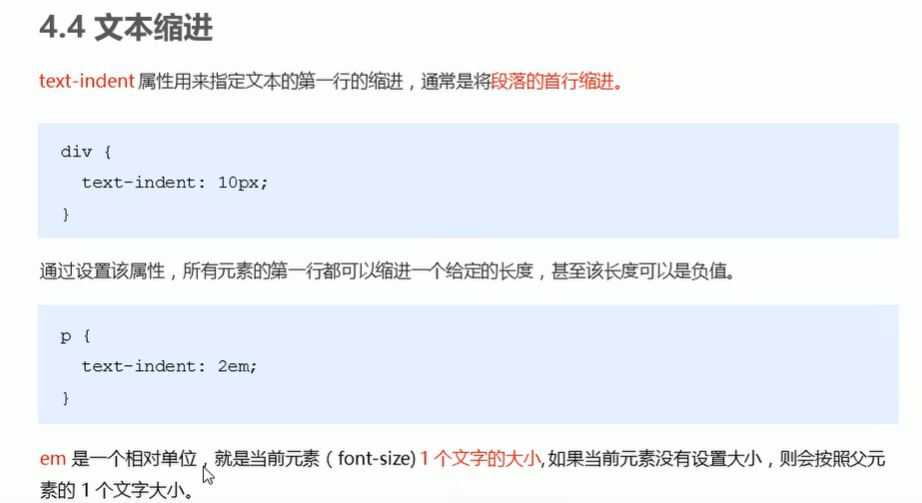 4.4 文本缩进
text-indent 属性用来指定文本的第一行的缩进，通常是将段落的首行缩进。
div {
  text-indent: 10px;
}
通过设置该属性，所有元素的第一行都可以缩进一个给定的长度，甚至该长度可以是负值。
p {
  text-indent: 2em;
}
em 是一个相对单位，就是当前元素（font-size) 1 个文字的大小, 如果当前元素没有设置大小，则会按照父元
素的 1 个文字大小。